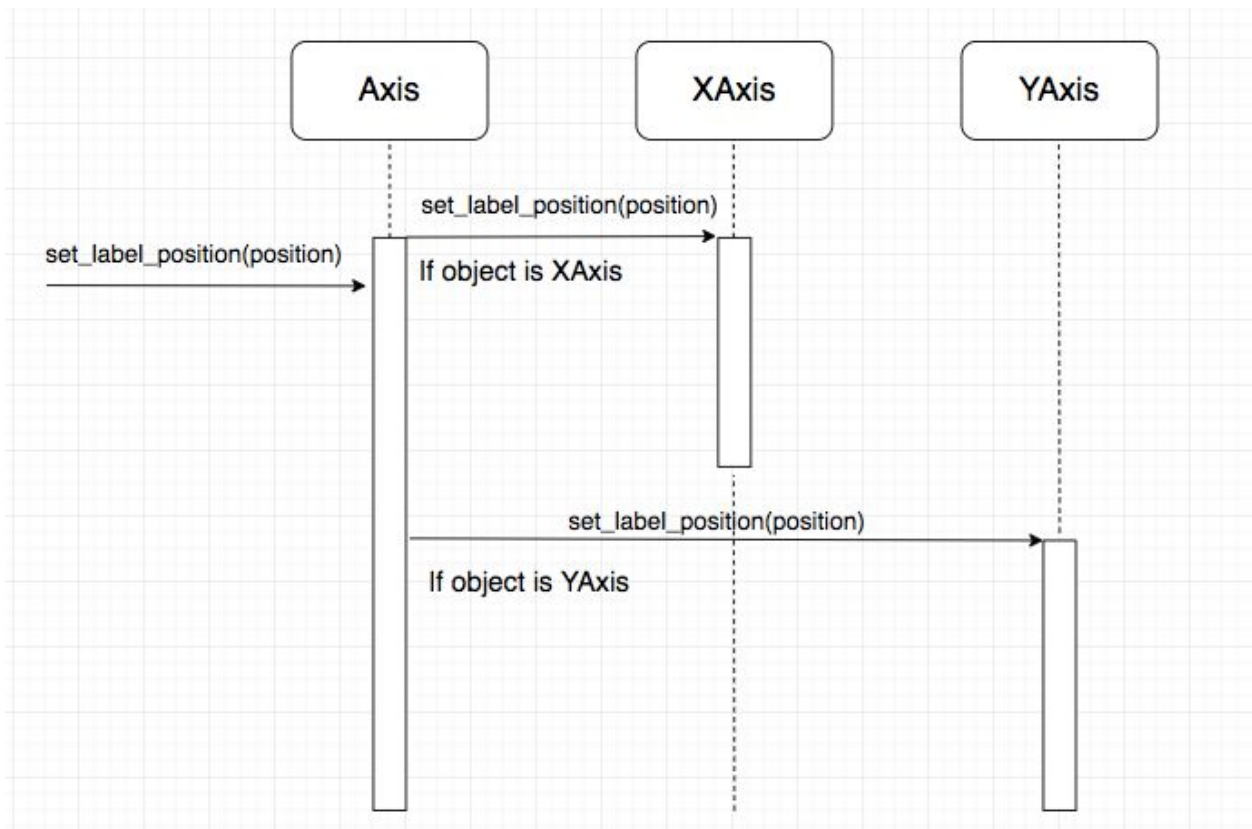 Axis
XAxis
YAxis
set_label_position(position)
set_label_position(position)
If object is XAxis
set_label_position(position)
If object is YAxis